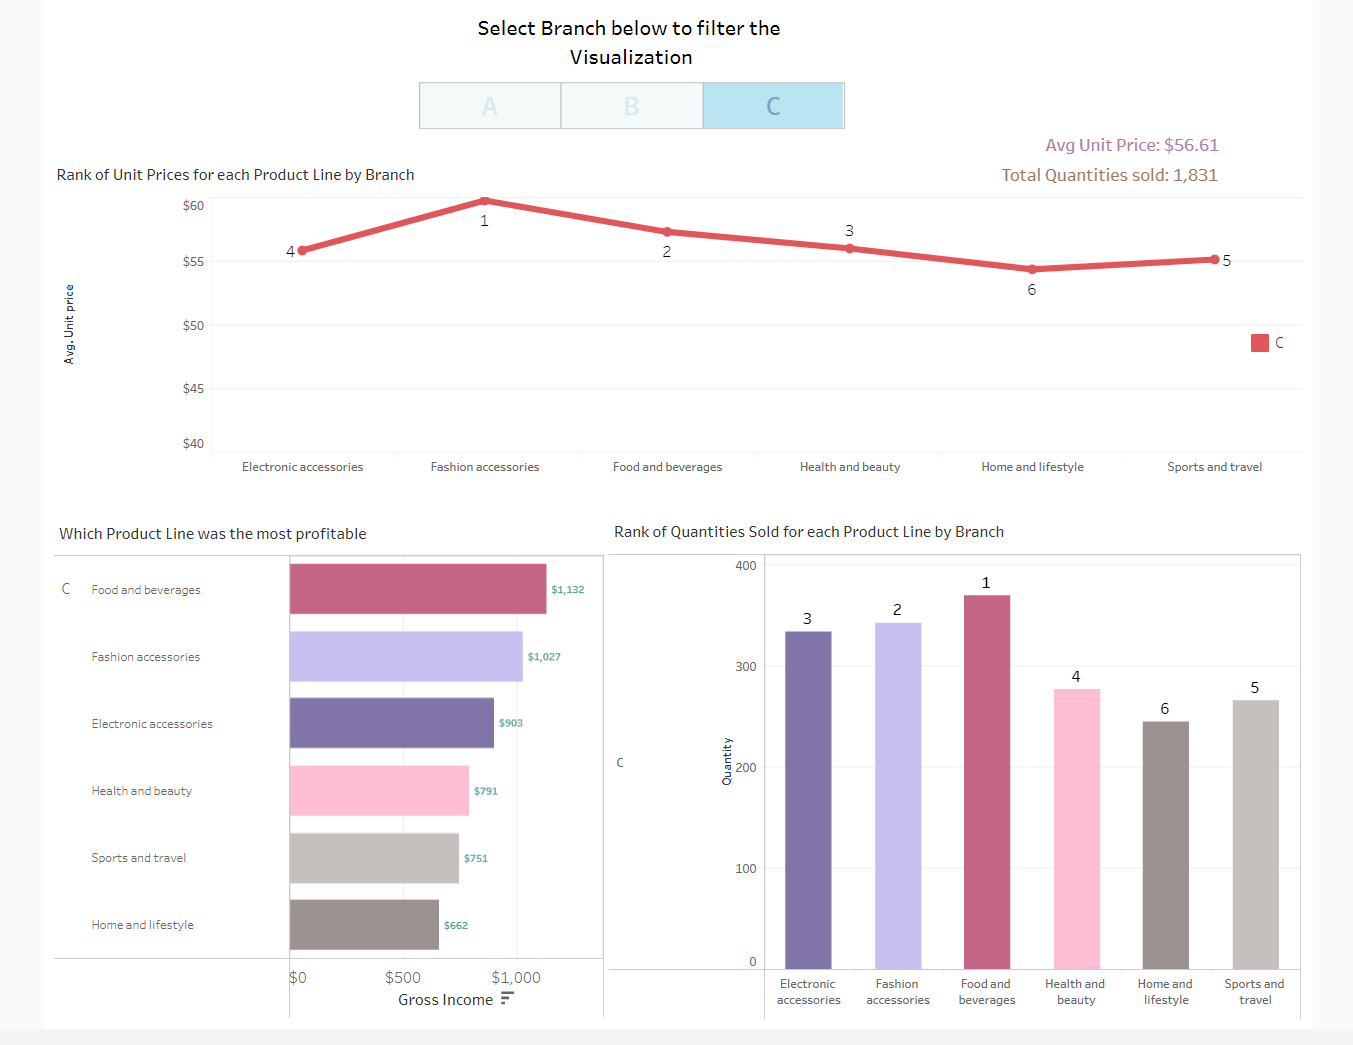 Select Branch below to filter the
Visualization
A B C
Avg Unit Price: $56.61
Total Quantities sold: 1,831
Rank of Unit Prices for each Product Line by Branch
Avg. Unit price
$60
$55
$50
$45
$40
4 1 2 3 6 5
C
Electronic accessories Fashion accessories Food and beverages Health and beauty Home and lifestyle Sports and travel
Which Product Line was the most profitable
C Food and beverages $1,132
Fashion accessories $1,027
Electronic accessories $903
Health and beauty $791
Sports and travel $751
Home and lifestyle $662
$0 $500 $1,000
Gross Income
Rank of Quantities Sold for each Product Line by Branch
C
Quantity
400
300
200
100
0
3 2 1 4 6 5
Electronic accessories Fashion accessories Food and beverages Health and beauty Home and lifestyle Sports and travel